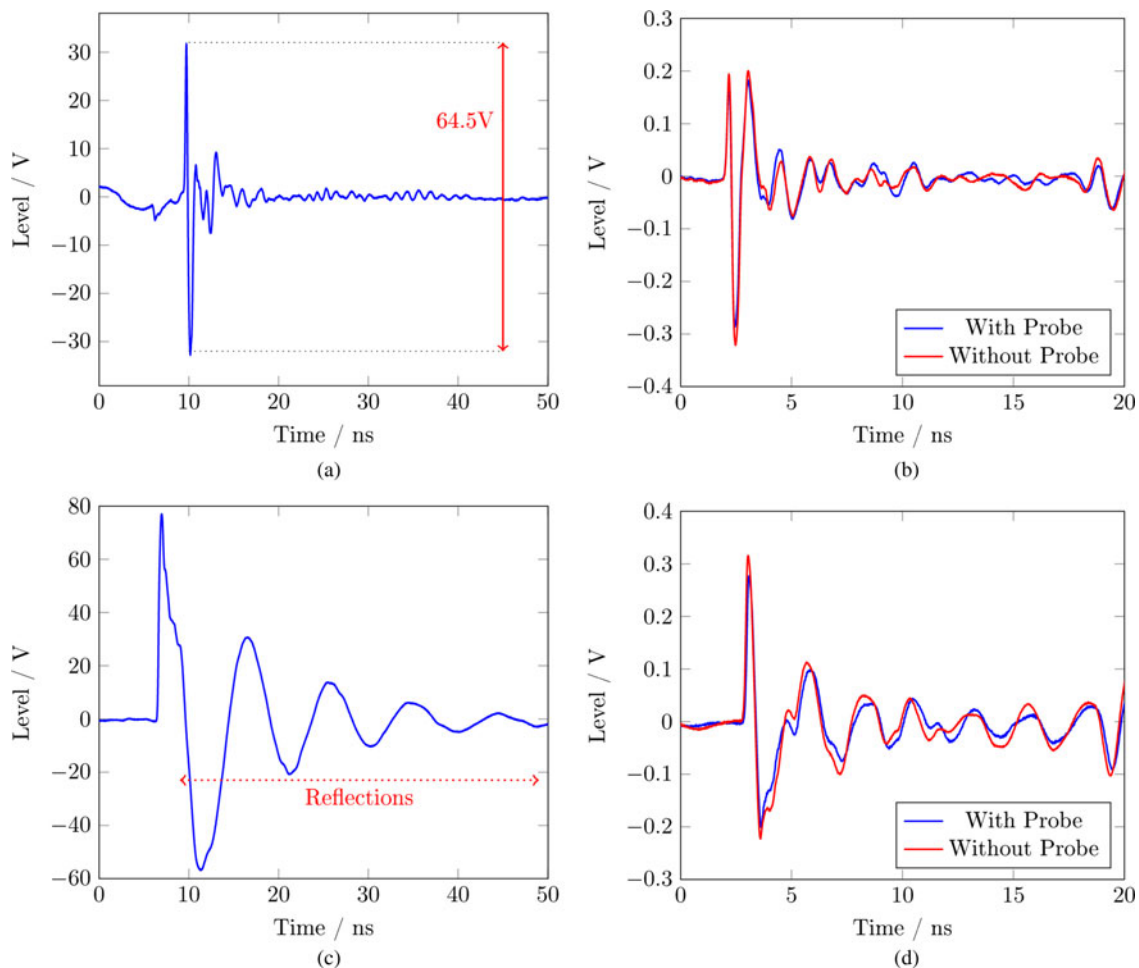 30
20
10
0
−10
−20
−30
Level / V
64.5V
0 10 20 30 40 50
Time / ns
(a)
0.3
0.2
0.1
0
−0.1
−0.2
−0.3
−0.4
Level / V
With Probe
Without Probe
0 5 10 15 20
Time / ns
(b)
80
60
40
20
0
−20
−40
−60
Level / V
Reflections
0 10 20 30 40 50
Time / ns
(c)
0.4
0.3
0.2
0.1
0
−0.1
−0.2
−0.3
Level / V
With Probe
Without Probe
0 5 10 15 20
Time / ns
(d)